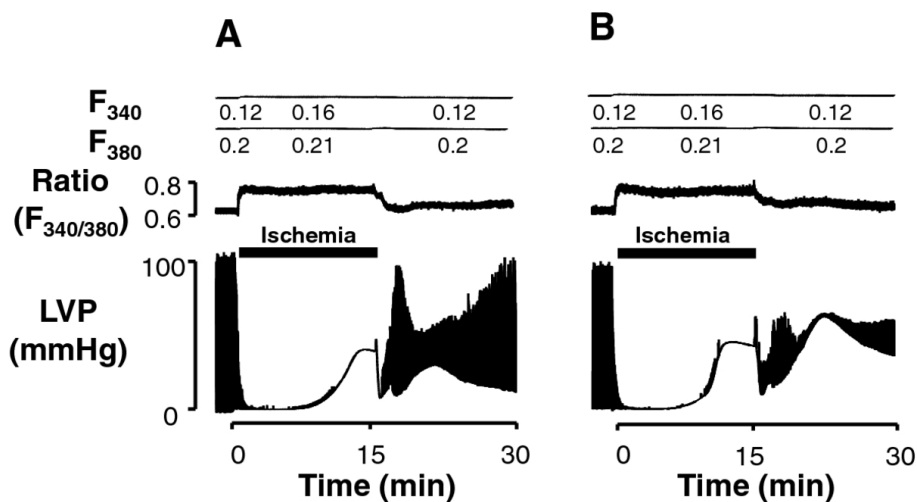 A
B
F340
0.12 0.16 0.12
0.12 0.16 0.12
F380
0.2 0.21 0.2
0.2 0.21 0.2
Ratio
(F340/380)
0.8
0.6
Ischemia
Ischemia
LVP
(mmHg)
100
0
0 15 30
0 15 30
Time (min)
Time (min)